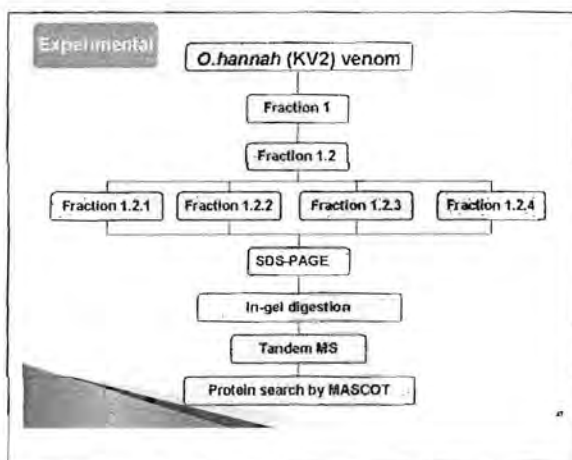 Experimental
O.hannah (KV2) venom
Fraction 1
Fraction 1.2
Fraction 1.2.1 Fraction 1.2.2 Fraction 1.2.3 Fraction 1.2.4
SDS-PAGE
In-gel digestion
Tandem MS
Protein search by MASCOT